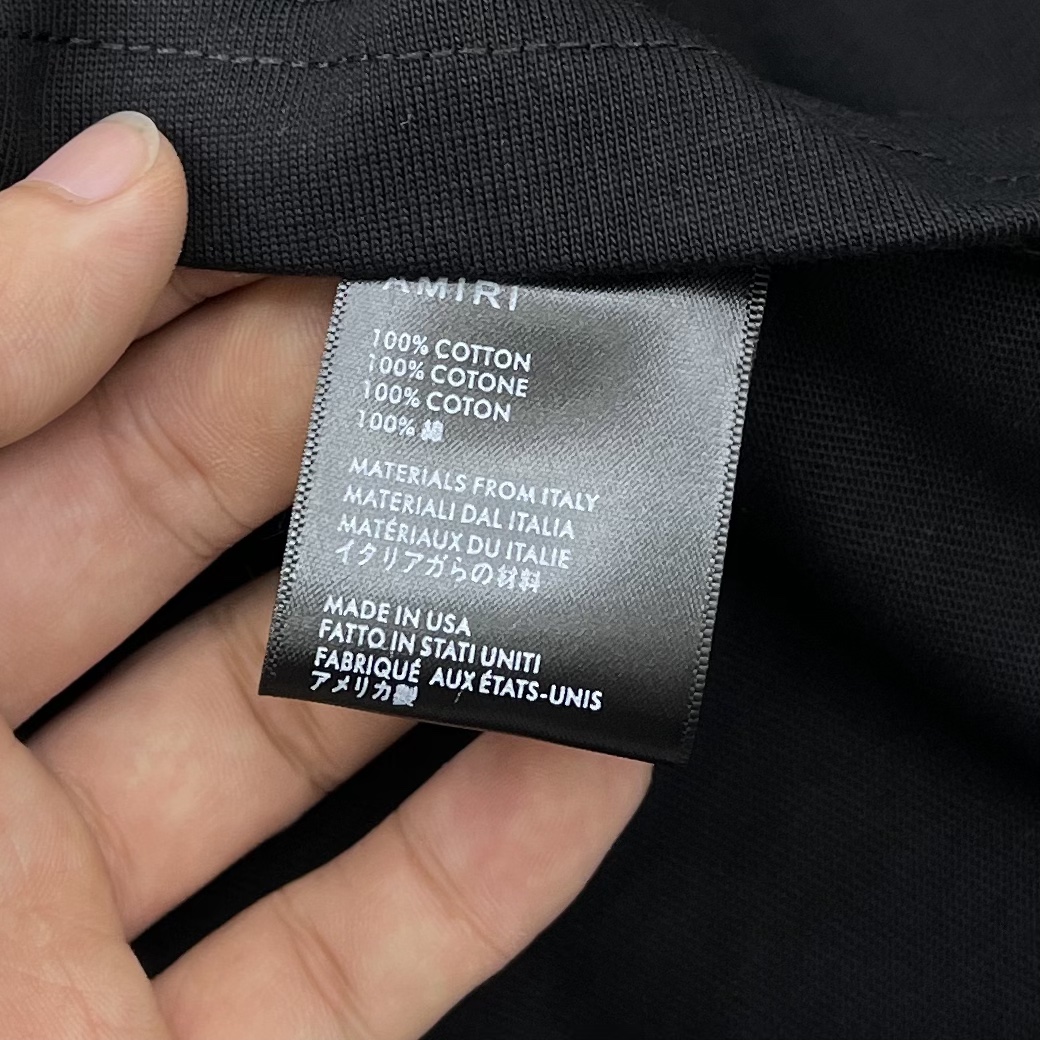 AMIRI
100% COTTON
100% COTONE
100% COTON
100% 綿
MATERIALS FROM ITALY
MATERIALI DAL ITALIA
MATÉRIAUX DU ITALIE
イタリアガらの材料
MADE IN USA
FATTO IN STATI UNITI
FABRIQUÉ AUX ÉTATS-UNIS
アメリカ製